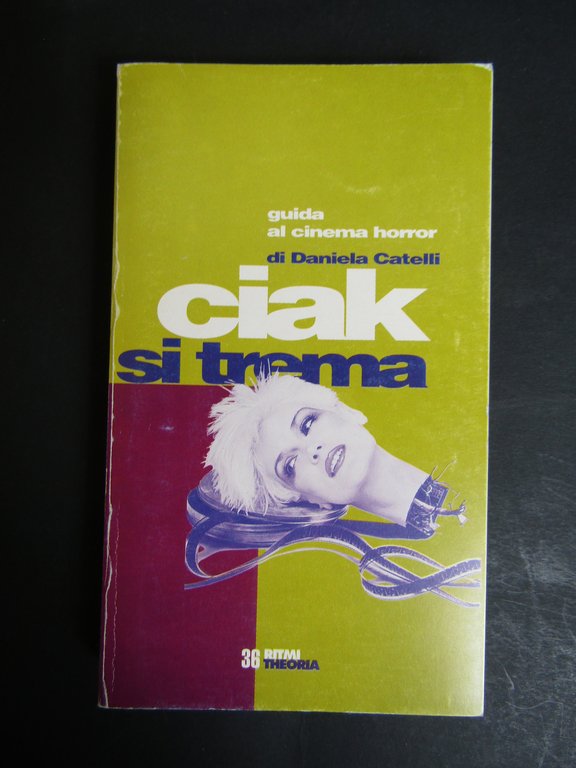 guida
al cinema horror
di Daniela Catelli
ciak
si trema
36 RITMI
THEORIA